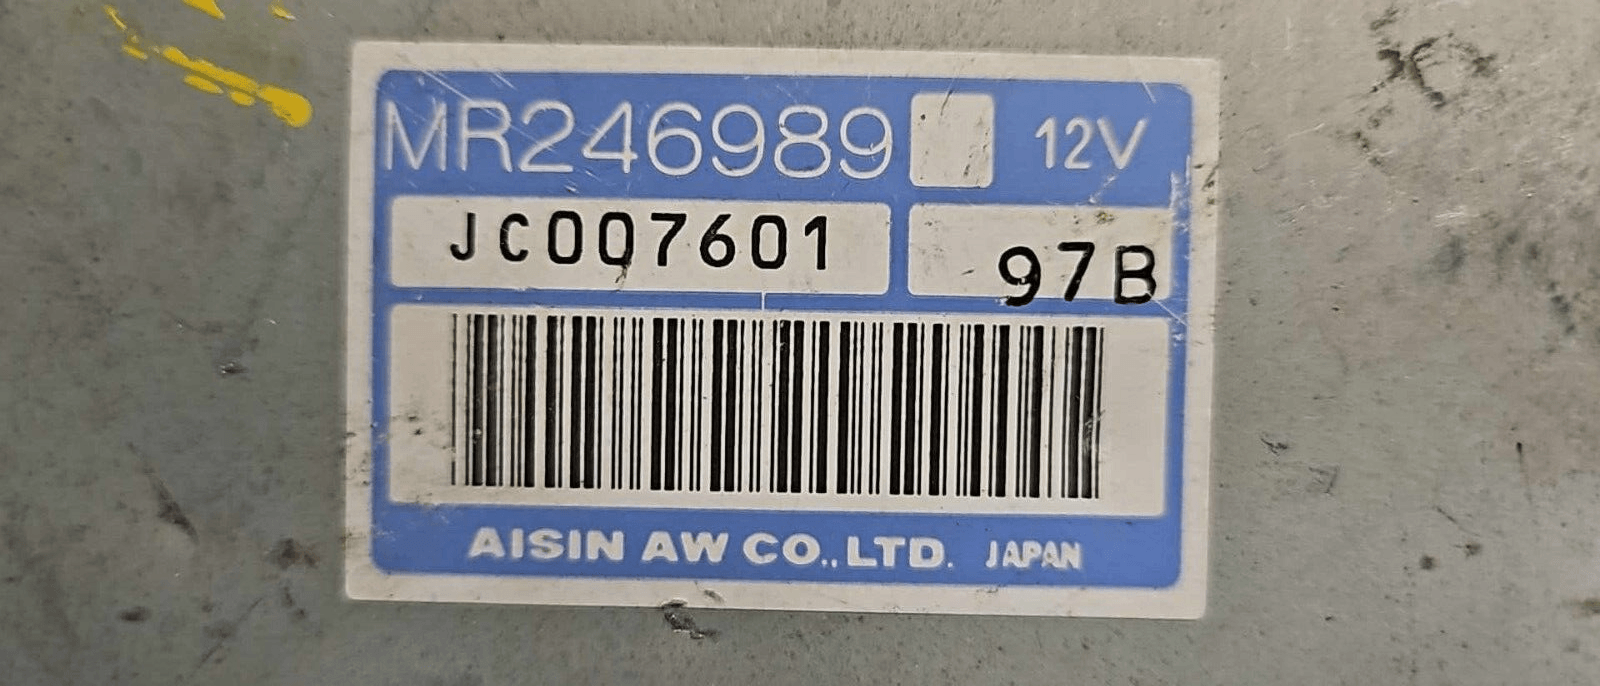 MR246989 12V
JC007601 97B
AISIN AW CO.,LTD. JAPAN